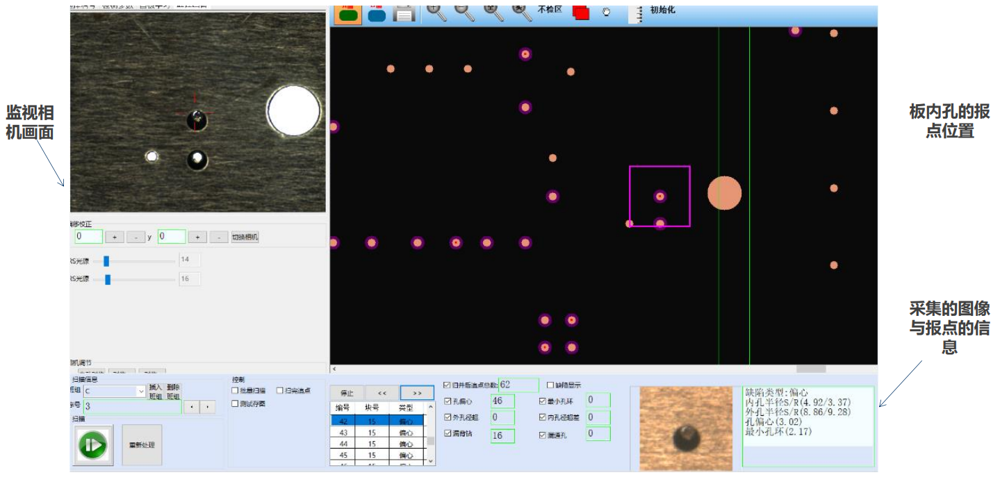 不检区
初始化
监视相
机画面
板内孔的报
点位置
0
+
-
y
0
+
-
切换相机
RS光源
14
RS光源
16
采集的图像
与报点的信
息
扫描信息
班组
C
插入
班组
删除
班组
3
扫描
重新处理
控制
批量扫描
扫完追点
测试存图
停止
<<
>>
编号 块号 类型
42 15 偏心
43 15 偏心
44 15 偏心
45 15 偏心
归并后追点总数:
62
缺陷显示
孔偏心
46
最小孔环
0
外孔径超
0
内孔径超差
0
漏背钻
16
漏通孔
0
缺陷类型:偏心
内孔半径S/R(4.92/3.37)
外孔半径S/R(8.86/9.28)
孔偏心(3.02)
最小孔环(2.17)